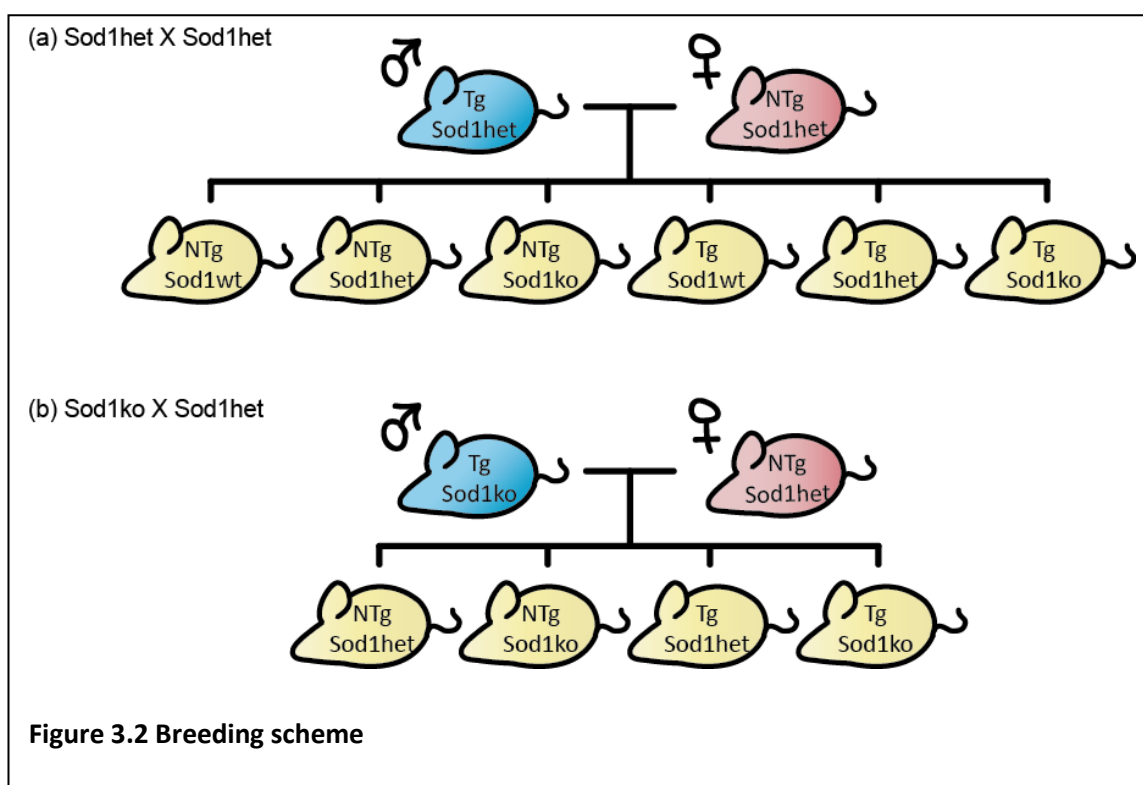 (a) Sod1het X Sod1het
♂ ♀
Tg
Sod1het
NTg
Sod1het
NTg
Sod1wt
NTg
Sod1het
NTg
Sod1ko
Tg
Sod1wt
Tg
Sod1het
Tg
Sod1ko
(b) Sod1ko X Sod1het
♂ ♀
Tg
Sod1ko
NTg
Sod1het
NTg
Sod1het
NTg
Sod1ko
Tg
Sod1het
Tg
Sod1ko
Figure 3.2 Breeding scheme